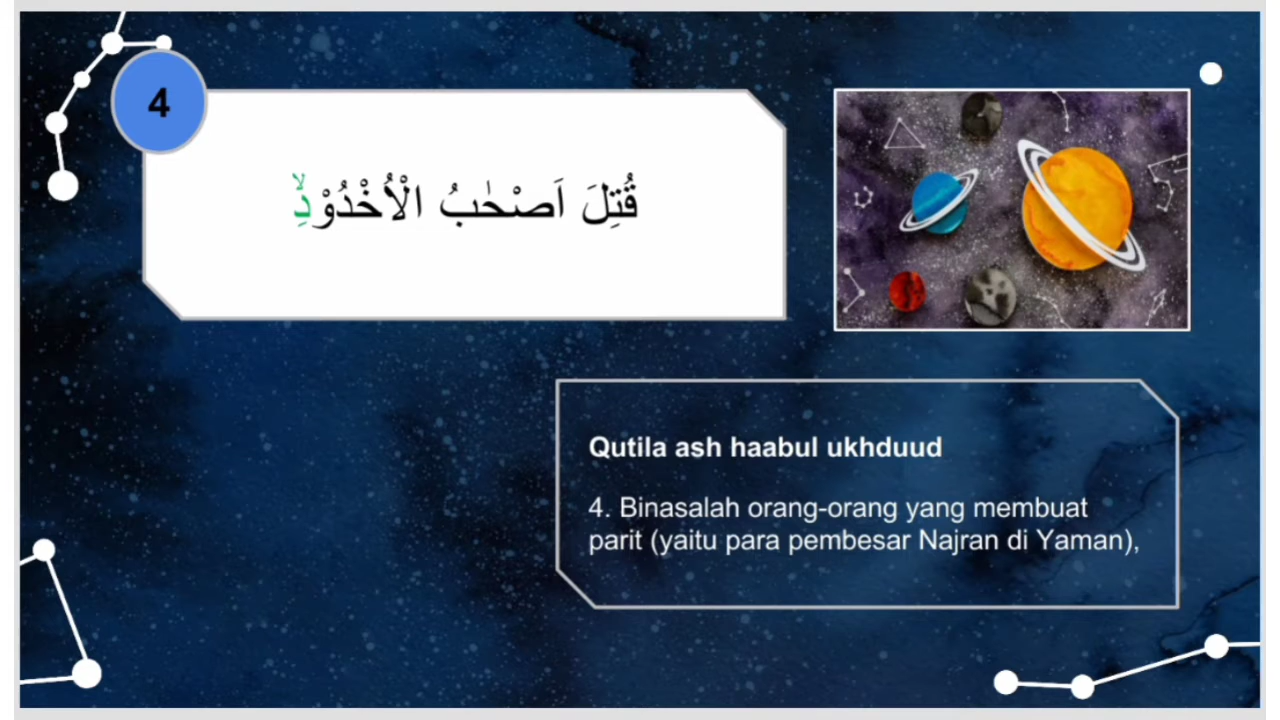 4
قُتِلَ اَصْحٰبُ الْاُخْدُوْدِۙ
Qutila ash haabul ukhduud
4. Binasalah orang-orang yang membuat
parit (yaitu para pembesar Najran di Yaman),